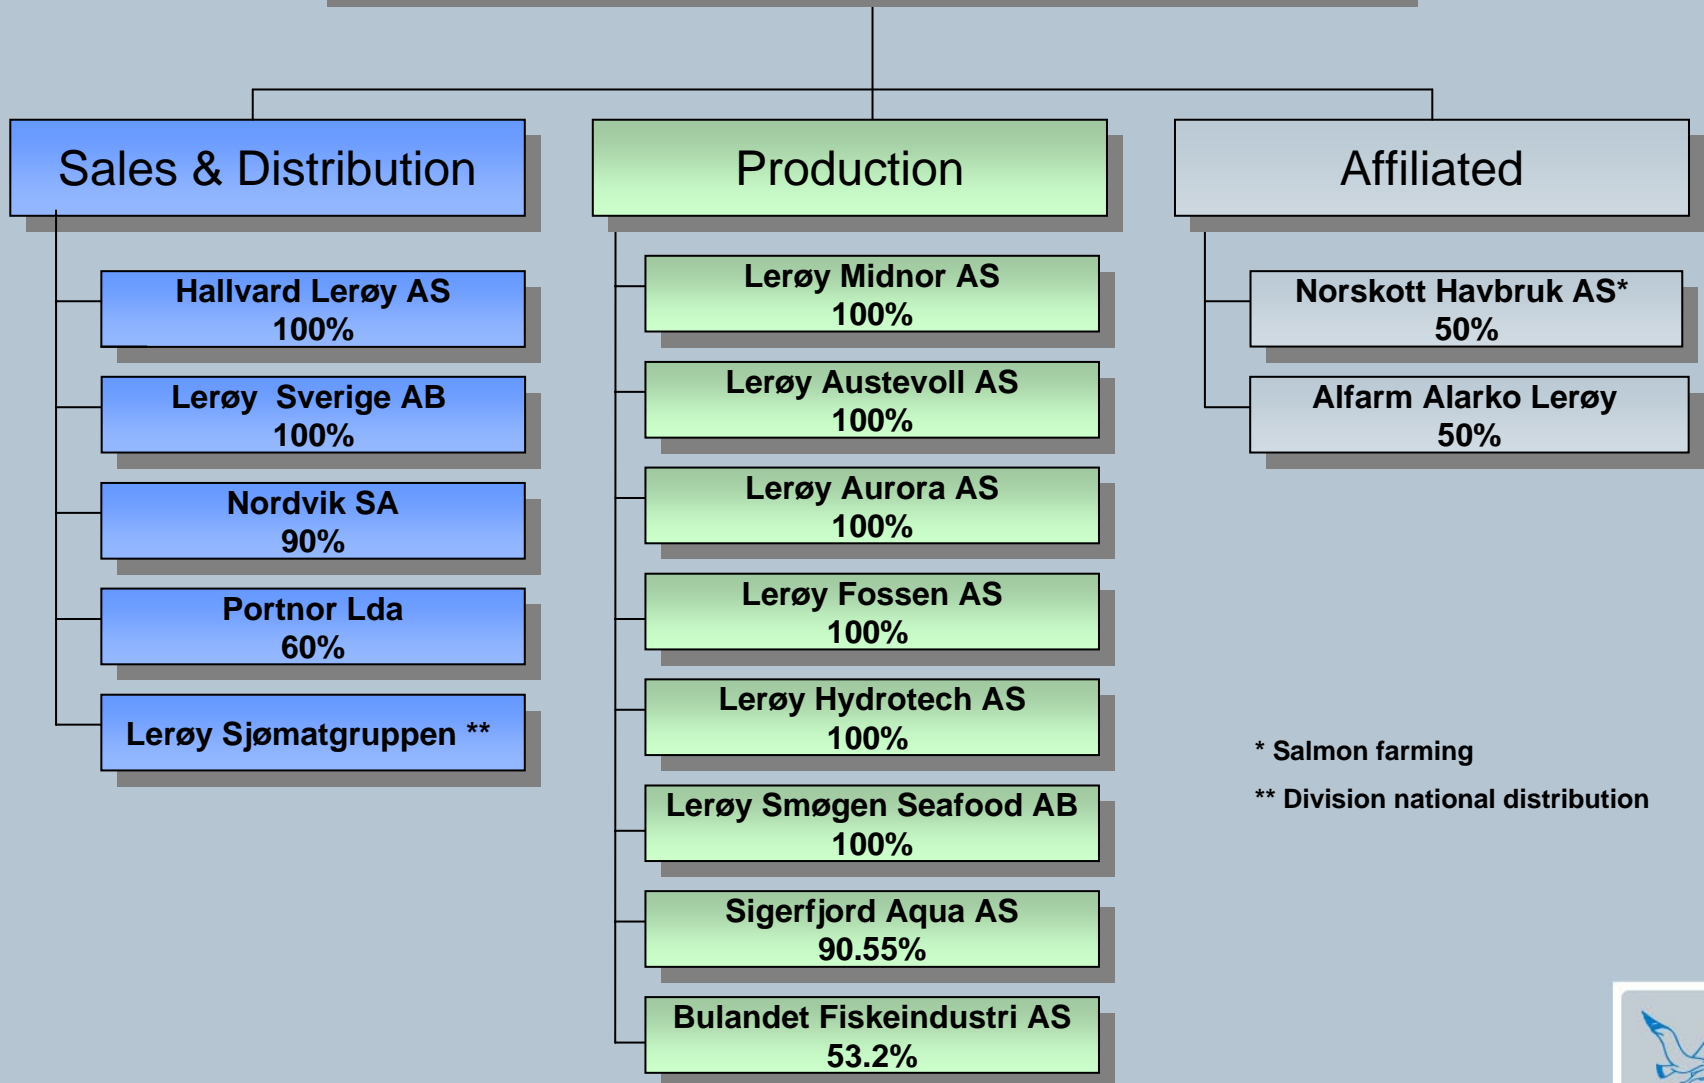 Sales & Distribution
Hallvard Lerøy AS
100%
Lerøy Sverige AB
100%
Nordvik SA
90%
Portnor Lda
60%
Lerøy Sjømatgruppen **
Production
Lerøy Midnor AS
100%
Lerøy Austevoll AS
100%
Lerøy Aurora AS
100%
Lerøy Fossen AS
100%
Lerøy Hydrotech AS
100%
Lerøy Smøgen Seafood AB
100%
Sigerfjord Aqua AS
90.55%
Bulandet Fiskeindustri AS
53.2%
Affiliated
Norskott Havbruk AS*
50%
Alfarm Alarko Lerøy
50%
* Salmon farming
** Division national distribution